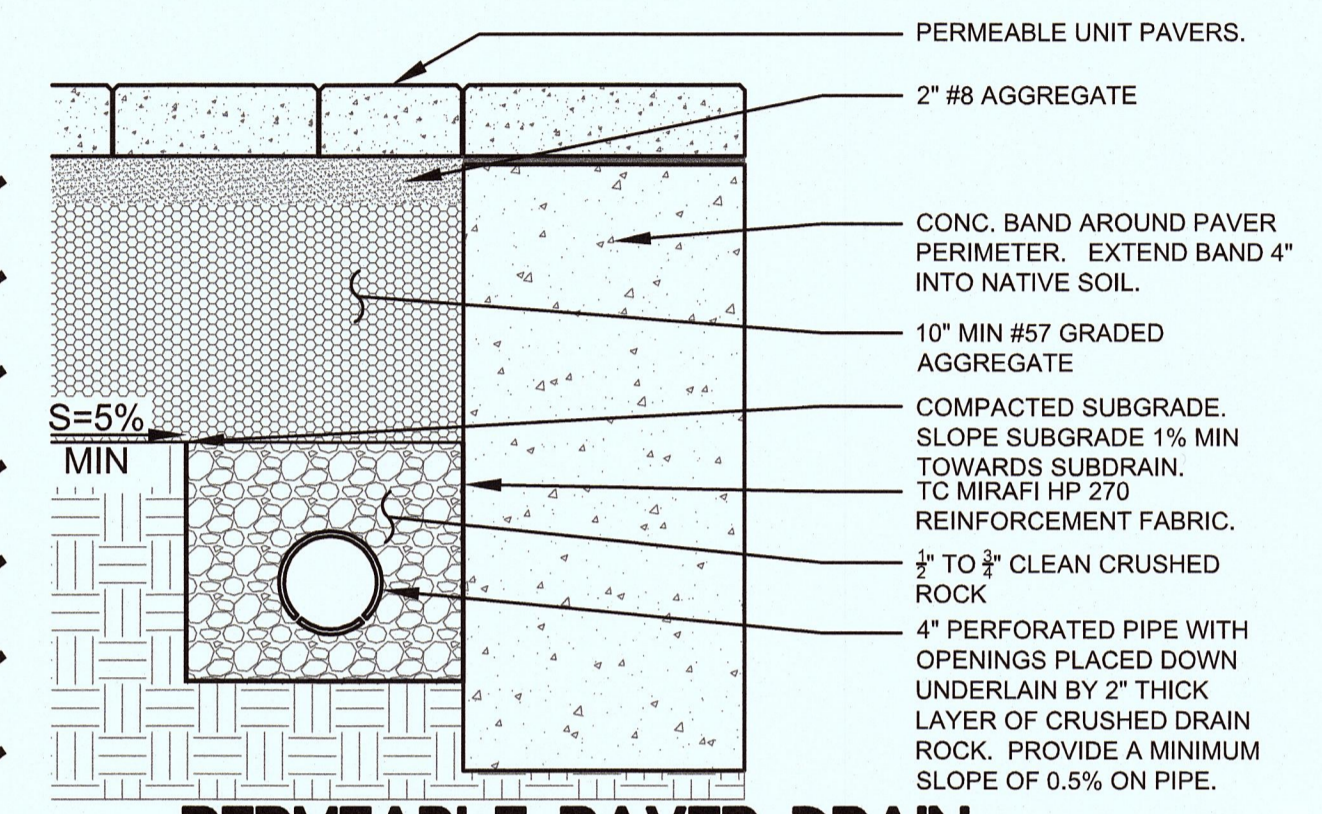 PERMEABLE UNIT PAVERS.
2" #8 AGGREGATE
CONC. BAND AROUND PAVER
PERIMETER. EXTEND BAND 4"
INTO NATIVE SOIL.
10" MIN #57 GRADED
AGGREGATE
S=5%
MIN
COMPACTED SUBGRADE.
SLOPE SUBGRADE 1% MIN
TOWARDS SUBDRAIN.
TC MIRAFI HP 270
REINFORCEMENT FABRIC.
½" TO ¾" CLEAN CRUSHED
ROCK
4" PERFORATED PIPE WITH
OPENINGS PLACED DOWN
UNDERLAIN BY 2" THICK
LAYER OF CRUSHED DRAIN
ROCK. PROVIDE A MINIMUM
SLOPE OF 0.5% ON PIPE.
PERMEABLE PAVER DRAIN